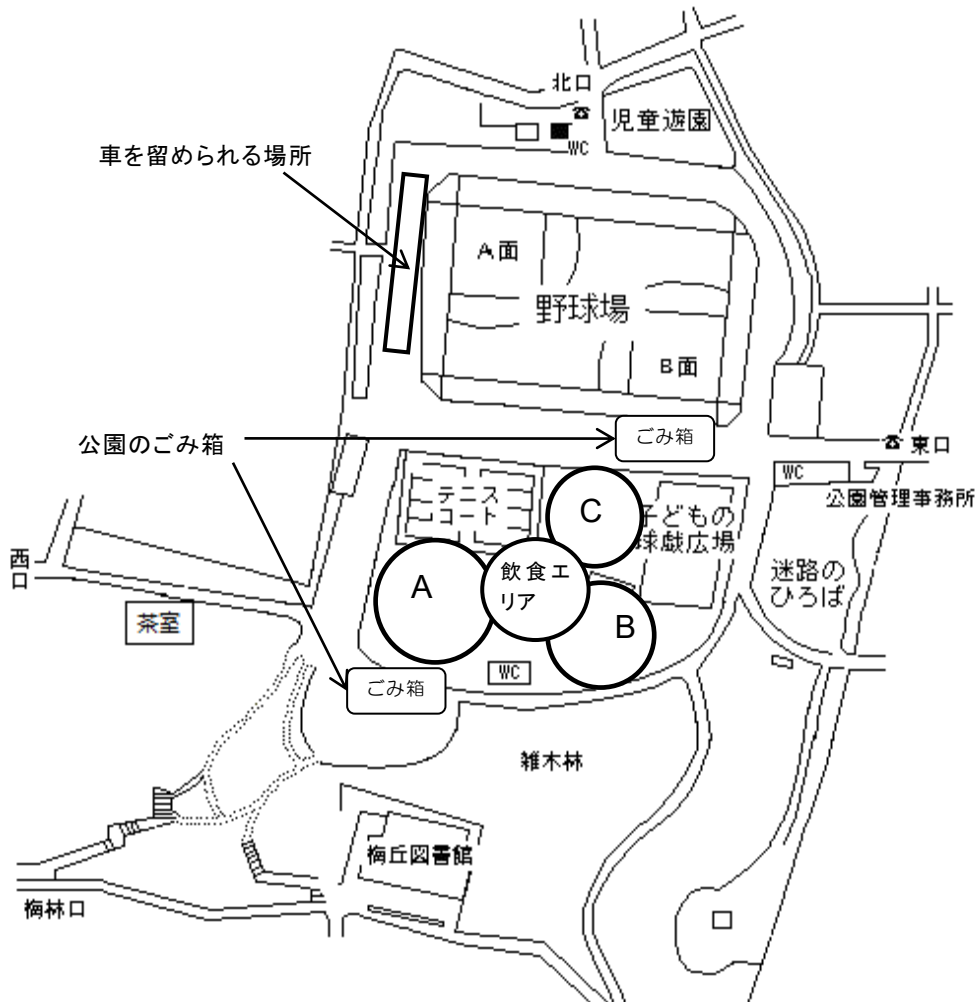 北口
☎
児童遊園
WC
車を留められる場所
A面
野球場
B面
ごみ箱
公園のごみ箱
☎ 東口
WC
公園管理事務所
テニス
コート
C
子どもの
球戯広場
西
口
A
飲食エ
リア
迷路の
ひろば
茶室
B
WC
ごみ箱
雑木林
梅丘図書館
梅林口